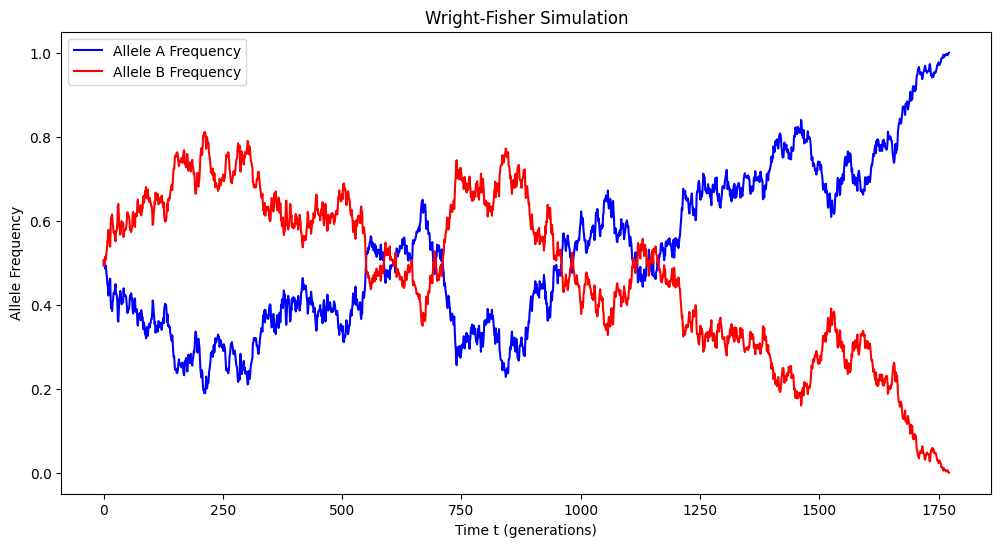 Wright-Fisher Simulation
Allele A Frequency
Allele B Frequency
1.0
0.8
0.6
0.4
0.2
0.0
Allele Frequency
0
250
500
750
1000
1250
1500
1750
Time t (generations)